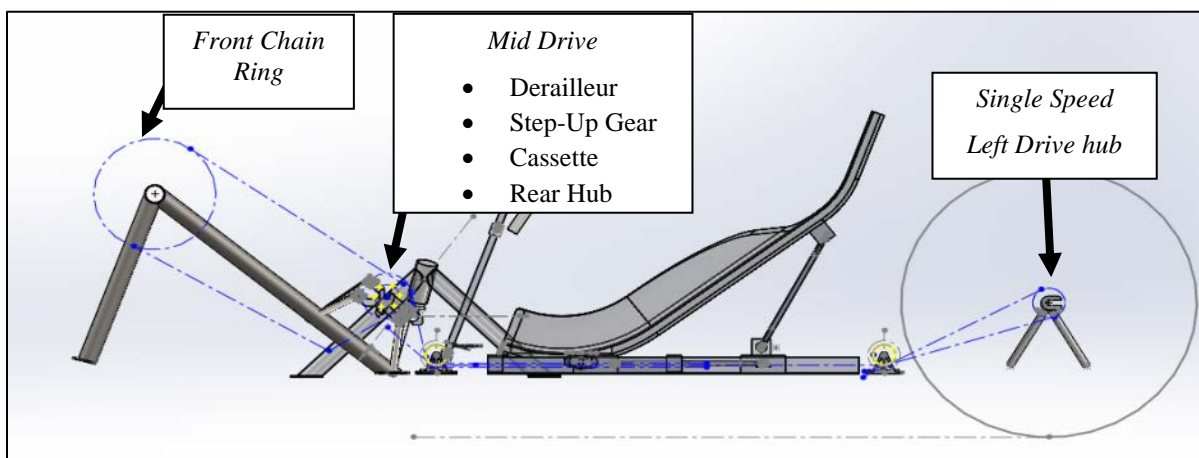 Front Chain
Ring
Mid Drive
• Derailleur
• Step-Up Gear
• Cassette
• Rear Hub
Single Speed
Left Drive hub